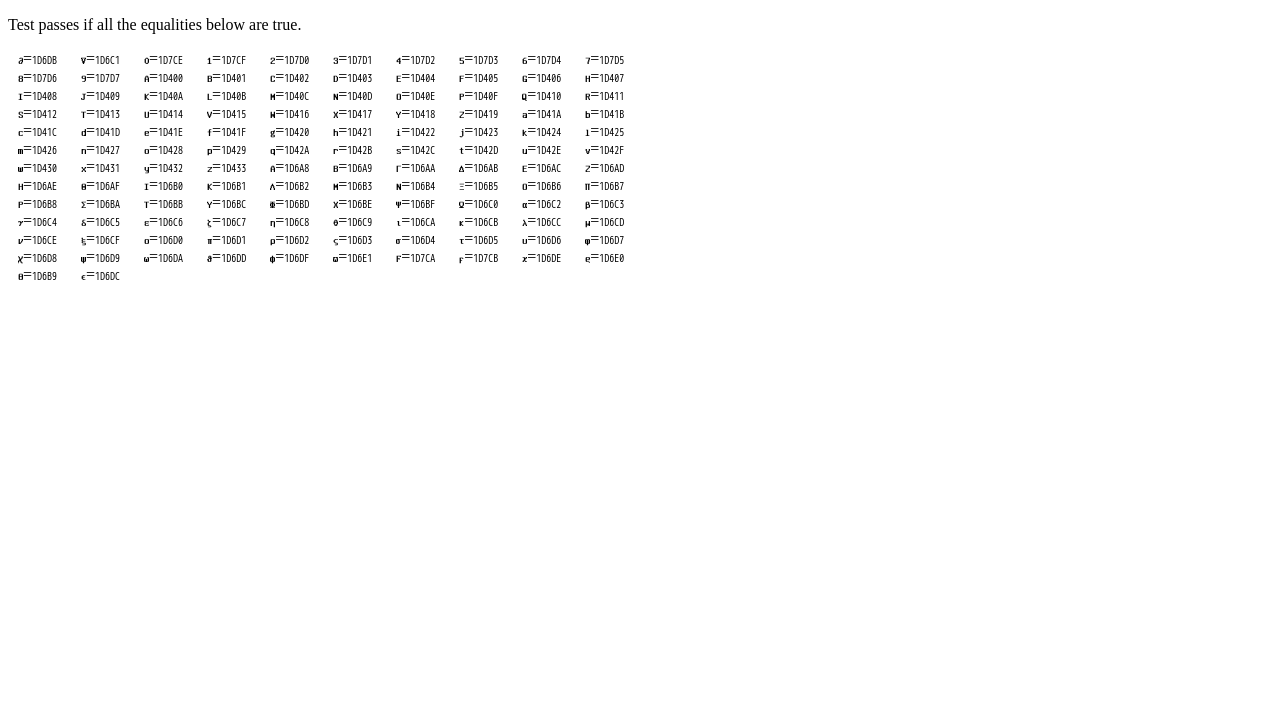 Test passes if all the equalities below are true.
∂=1D6DB ∇=1D6C1 0=1D7CE 1=1D7CF 2=1D7D0 3=1D7D1 4=1D7D2 5=1D7D3 6=1D7D4 7=1D7D5
8=1D7D6 9=1D7D7 A=1D400 B=1D401 C=1D402 D=1D403 E=1D404 F=1D405 G=1D406 H=1D407
I=1D408 J=1D409 K=1D40A L=1D40B M=1D40C N=1D40D O=1D40E P=1D40F Q=1D410 R=1D411
S=1D412 T=1D413 U=1D414 V=1D415 W=1D416 X=1D417 Y=1D418 Z=1D419 a=1D41A b=1D41B
c=1D41C d=1D41D e=1D41E f=1D41F g=1D420 h=1D421 i=1D422 j=1D423 k=1D424 l=1D425
m=1D426 n=1D427 o=1D428 p=1D429 q=1D42A r=1D42B s=1D42C t=1D42D u=1D42E v=1D42F
w=1D430 x=1D431 y=1D432 z=1D433 Α=1D6A8 Β=1D6A9 Γ=1D6AA Δ=1D6AB Ε=1D6AC Ζ=1D6AD
Η=1D6AE Θ=1D6AF Ι=1D6B0 Κ=1D6B1 Λ=1D6B2 Μ=1D6B3 Ν=1D6B4 Ξ=1D6B5 Ο=1D6B6 Π=1D6B7
Ρ=1D6B8 Σ=1D6BA Τ=1D6BB Υ=1D6BC Φ=1D6BD Χ=1D6BE Ψ=1D6BF Ω=1D6C0 α=1D6C2 β=1D6C3
γ=1D6C4 δ=1D6C5 ε=1D6C6 ζ=1D6C7 η=1D6C8 θ=1D6C9 ι=1D6CA κ=1D6CB λ=1D6CC μ=1D6CD
ν=1D6CE ξ=1D6CF ο=1D6D0 π=1D6D1 ρ=1D6D2 ς=1D6D3 σ=1D6D4 τ=1D6D5 υ=1D6D6 φ=1D6D7
χ=1D6D8 ψ=1D6D9 ω=1D6DA ϑ=1D6DD ϕ=1D6DF ϖ=1D6E1 Ϝ=1D7CA ϝ=1D7CB ϰ=1D6DE ϱ=1D6E0
ϴ=1D6B9 ϵ=1D6DC